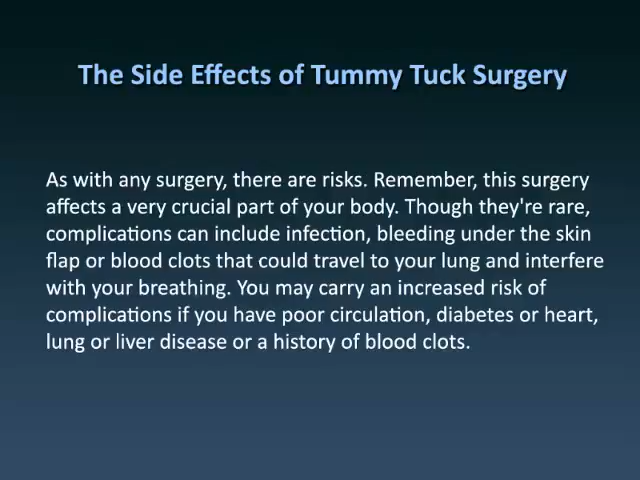 The Side Effects of Tummy Tuck Surgery
As with any surgery, there are risks. Remember, this surgery
affects a very crucial part of your body. Though they're rare,
complications can include infection, bleeding under the skin
flap or blood clots that could travel to your lung and interfere
with your breathing. You may carry an increased risk of
complications if you have poor circulation, diabetes or heart,
lung or liver disease or a history of blood clots.